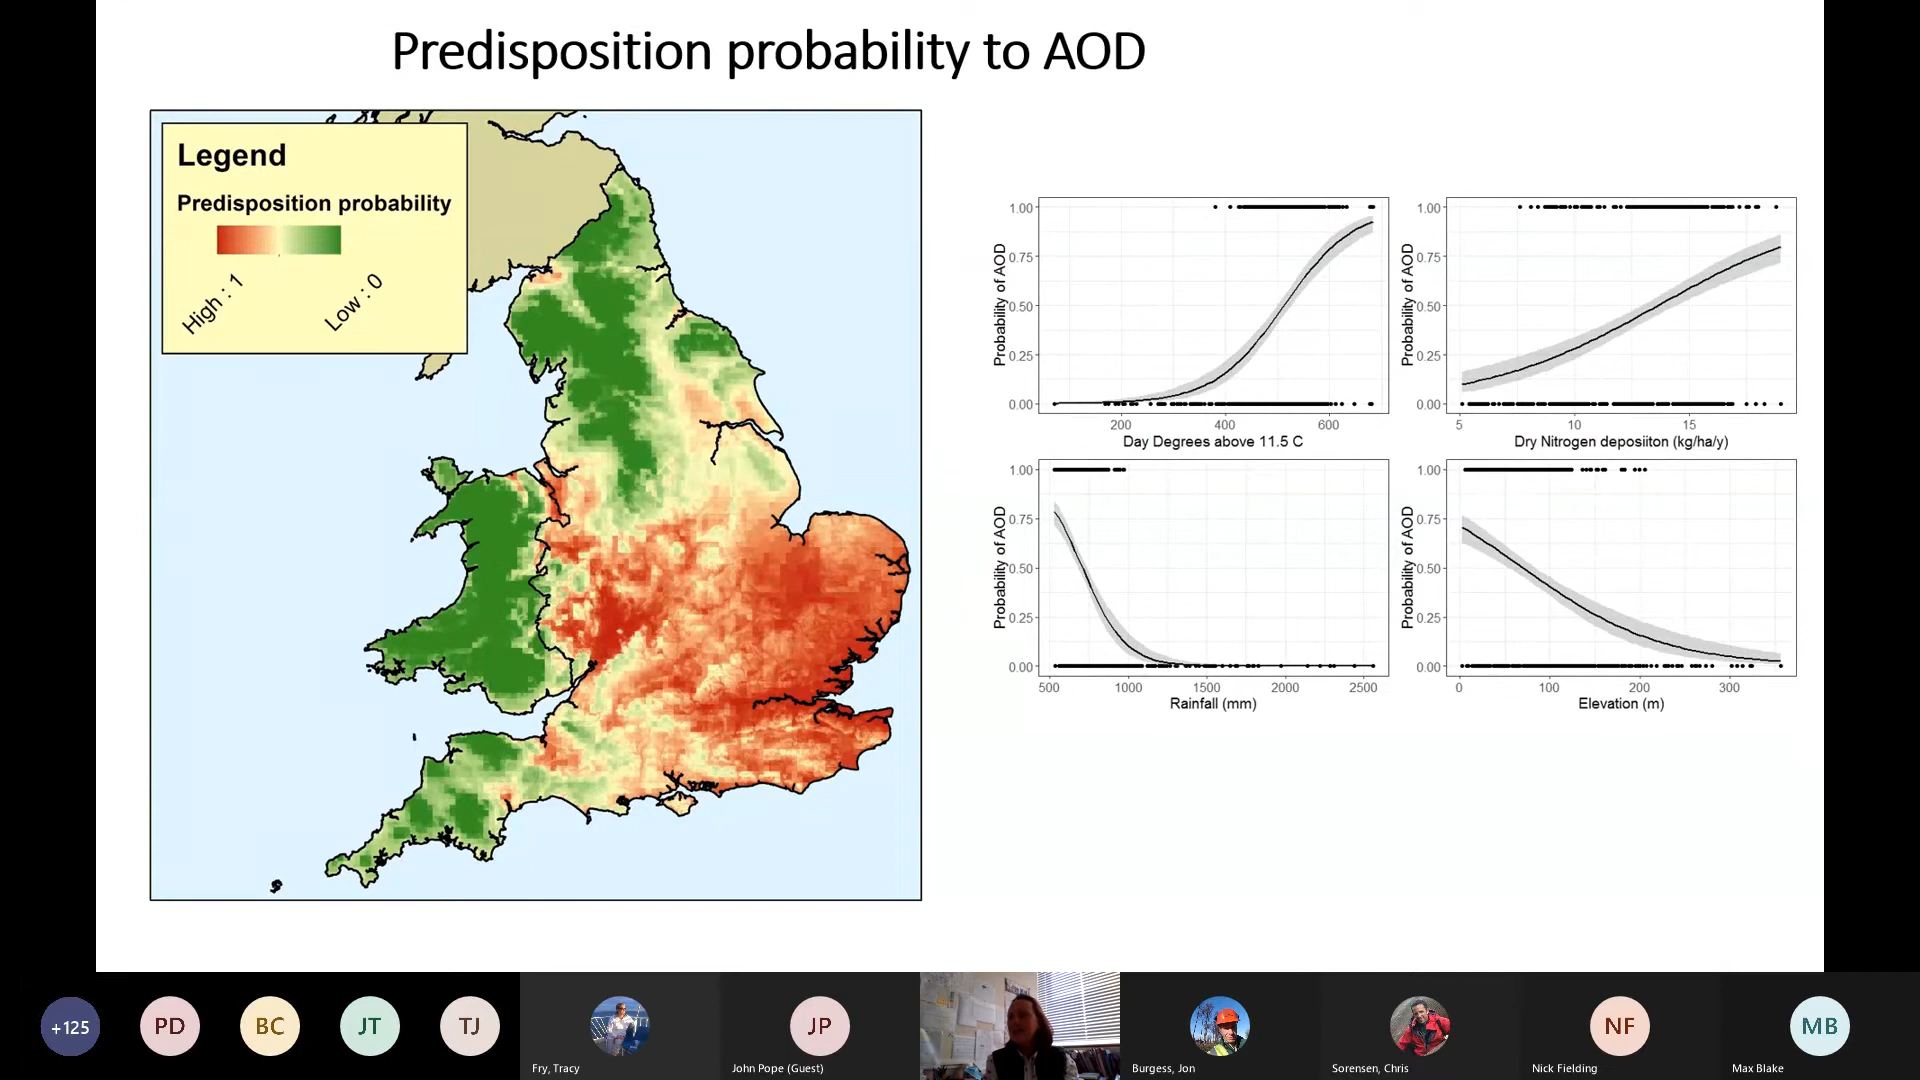 Predisposition probability to AOD
Legend
Predisposition probability
High : 1
Low : 0
Probability of AOD
1.00
0.75
0.50
0.25
0.00
200
400
600
Day Degrees above 11.5 C
Probability of AOD
1.00
0.75
0.50
0.25
0.00
5
10
15
Dry Nitrogen deposiiton (kg/ha/y)
Probability of AOD
1.00
0.75
0.50
0.25
0.00
500
1000
1500
2000
2500
Rainfall (mm)
Probability of AOD
1.00
0.75
0.50
0.25
0.00
0
100
200
300
Elevation (m)
+125
PD
BC
JT
TJ
Fry, Tracy
JP
John Pope (Guest)
Burgess, Jon
Sorensen, Chris
NF
Nick Fielding
MB
Max Blake